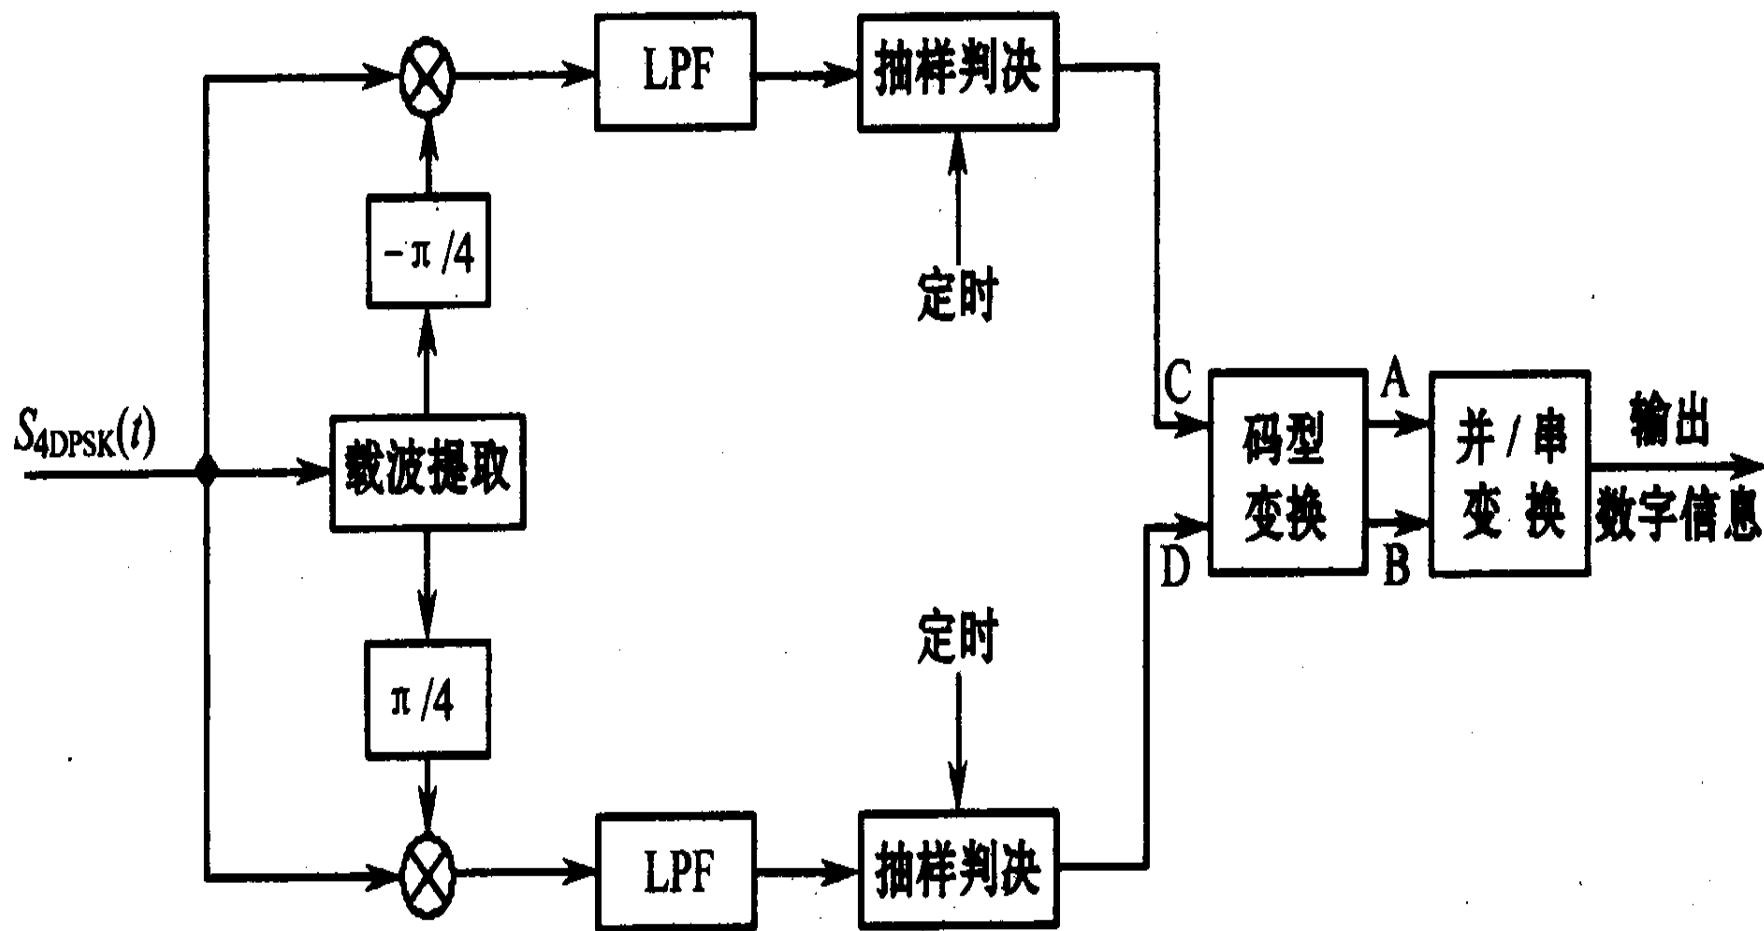 LPF
抽样判决
-π/4
定时
S4DPSK(t)
载波提取
C
D
码型
变换
A
B
并/串
变换
输出
数字信息
π/4
定时
LPF
抽样判决